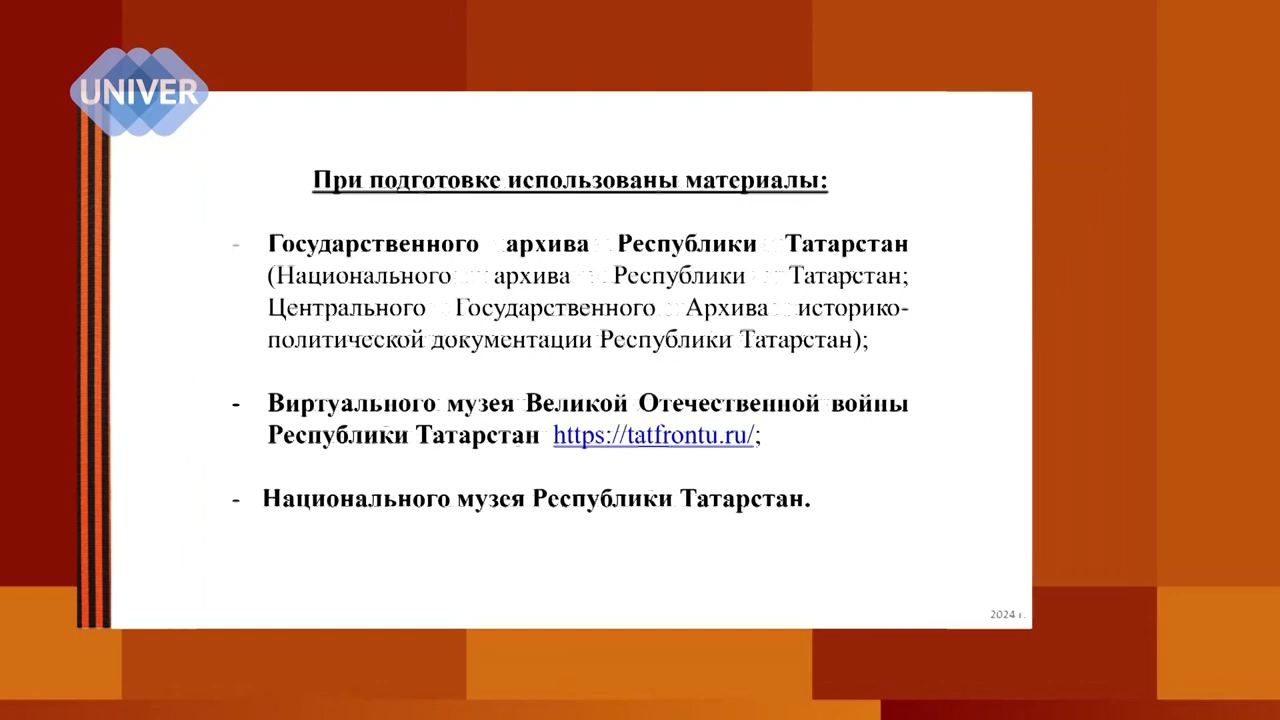 UNIVER
При подготовке использованы материалы:
- Государственного архива Республики Татарстан
(Национального архива Республики Татарстан;
Центрального Государственного Архива историко-
политической документации Республики Татарстан);
- Виртуального музея Великой Отечественной войны
Республики Татарстан https://tatfrontu.ru/;
- Национального музея Республики Татарстан.
2024 г.